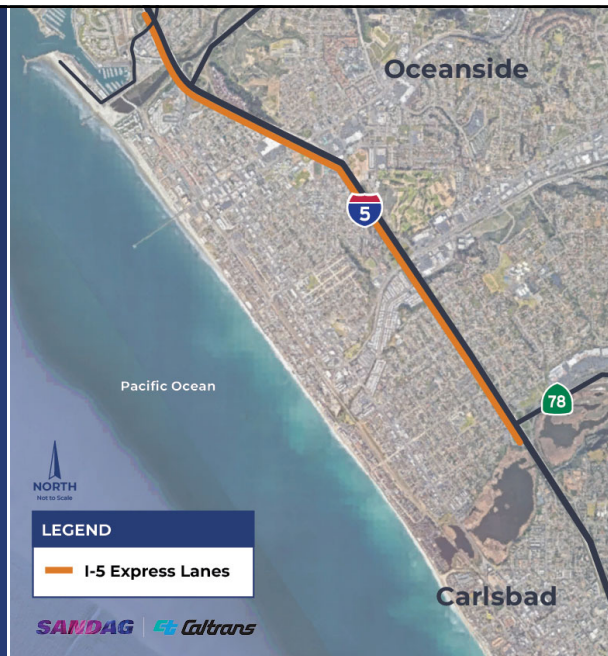 Oceanside
5
Pacific Ocean
78
NORTH
Not to Scale
LEGEND
I-5 Express Lanes
Carlsbad
SANDAG
Caltrans